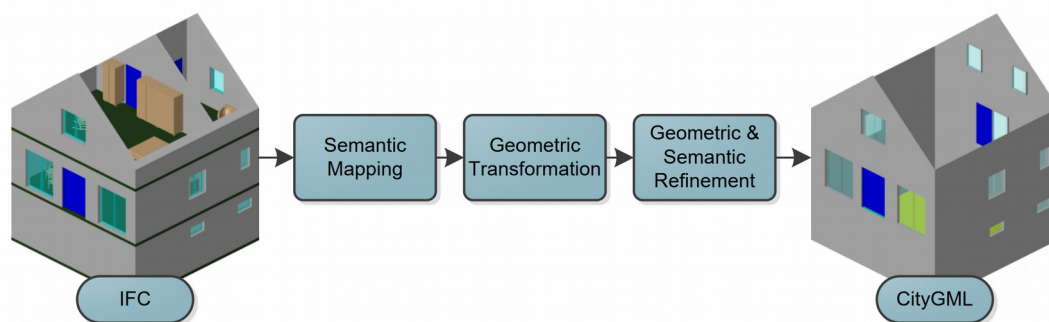 Semantic
Mapping
Geometric
Transformation
Geometric &
Semantic
Refinement
IFC
CityGML